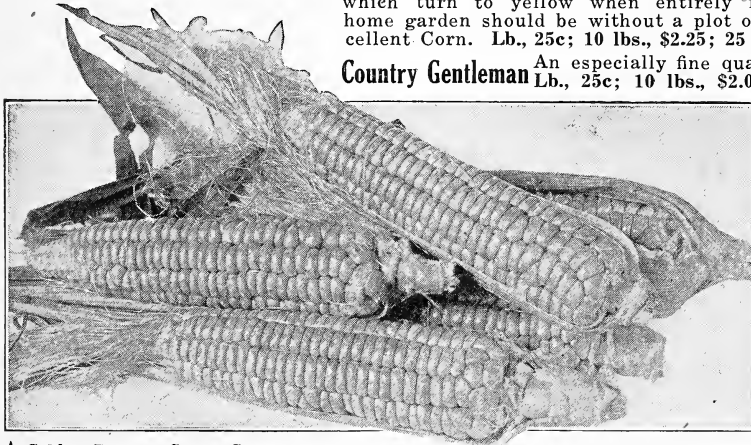 which turn to yellow when entirely
home garden should be without a plot o
cellent Corn. Lb., 25c; 10 lbs., $2.25; 25
Country Gentleman An especially fine qua
Lb., 25c; 10 lbs., $2.0